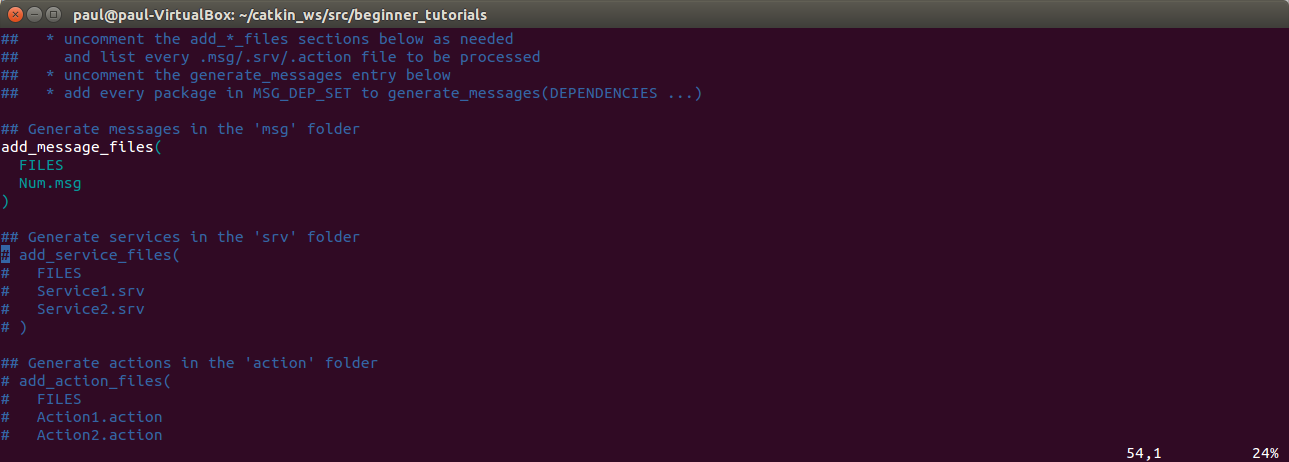 paul@paul-VirtualBox: ~/catkin_ws/src/beginner_tutorials
##   * uncomment the add_*_files sections below as needed
##     and list every .msg/.srv/.action file to be processed
##   * uncomment the generate_messages entry below
##   * add every package in MSG_DEP_SET to generate_messages(DEPENDENCIES ...)
## Generate messages in the 'msg' folder
add_message_files(
  FILES
  Num.msg
)
## Generate services in the 'srv' folder
# add_service_files(
#   FILES
#   Service1.srv
#   Service2.srv
# )
## Generate actions in the 'action' folder
# add_action_files(
#   FILES
#   Action1.action
#   Action2.action
54,1          24%